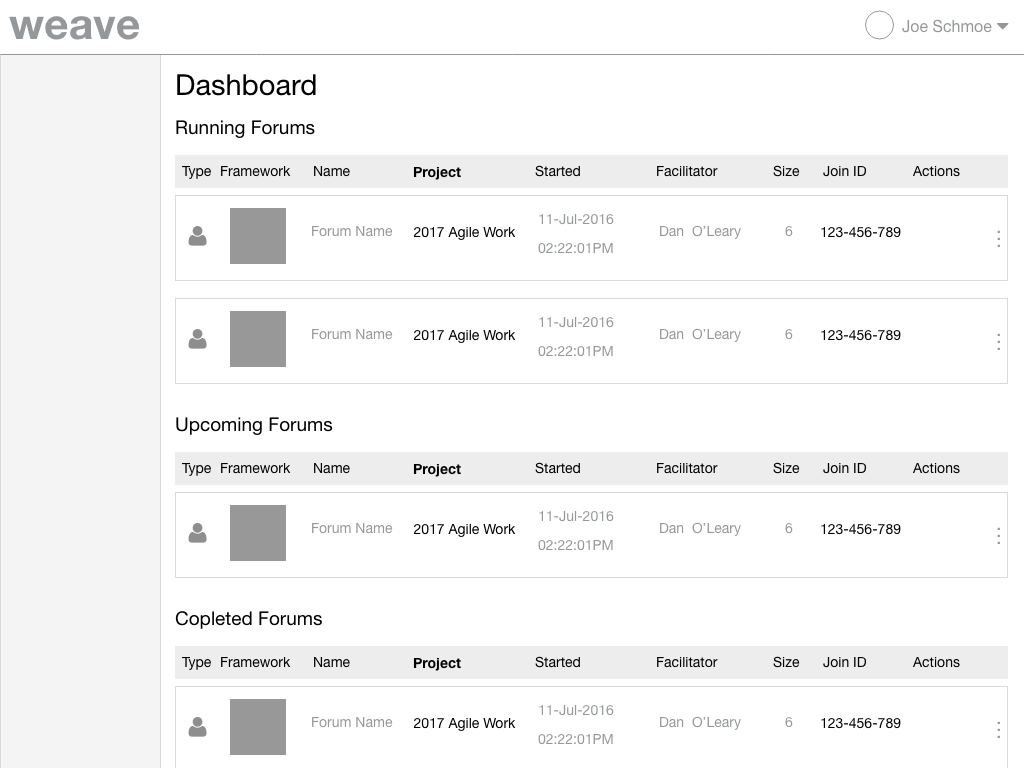 weave
Joe Schmoe
Dashboard
Running Forums
Type Framework Name Project Started Facilitator Size Join ID Actions
Forum Name 2017 Agile Work 11-Jul-2016 Dan O'Leary 6 123-456-789
02:22:01PM
Forum Name 2017 Agile Work 11-Jul-2016 Dan O'Leary 6 123-456-789
02:22:01PM
Upcoming Forums
Type Framework Name Project Started Facilitator Size Join ID Actions
Forum Name 2017 Agile Work 11-Jul-2016 Dan O'Leary 6 123-456-789
02:22:01PM
Copleted Forums
Type Framework Name Project Started Facilitator Size Join ID Actions
Forum Name 2017 Agile Work 11-Jul-2016 Dan O'Leary 6 123-456-789
02:22:01PM